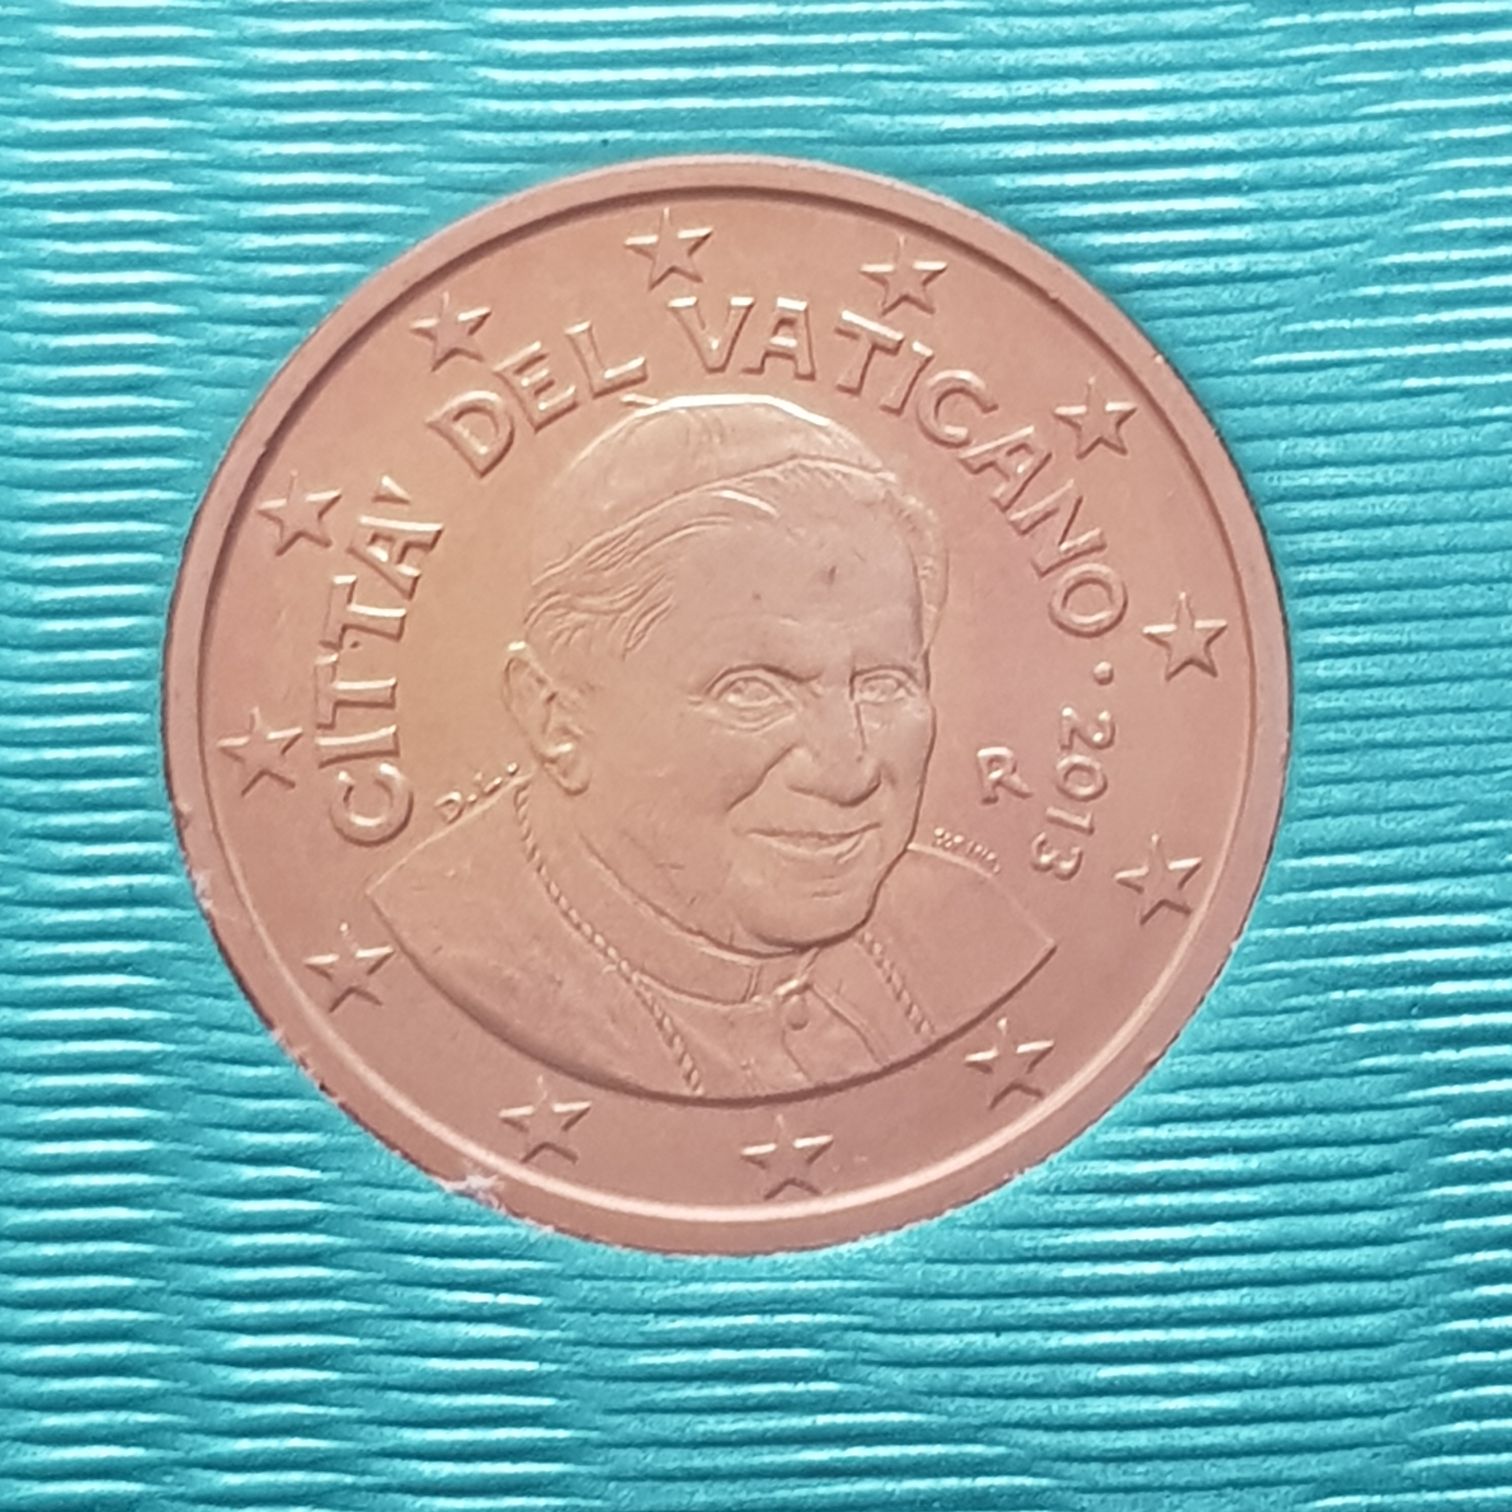 CITTA' DEL VATICANO • 2013
R
D.L.